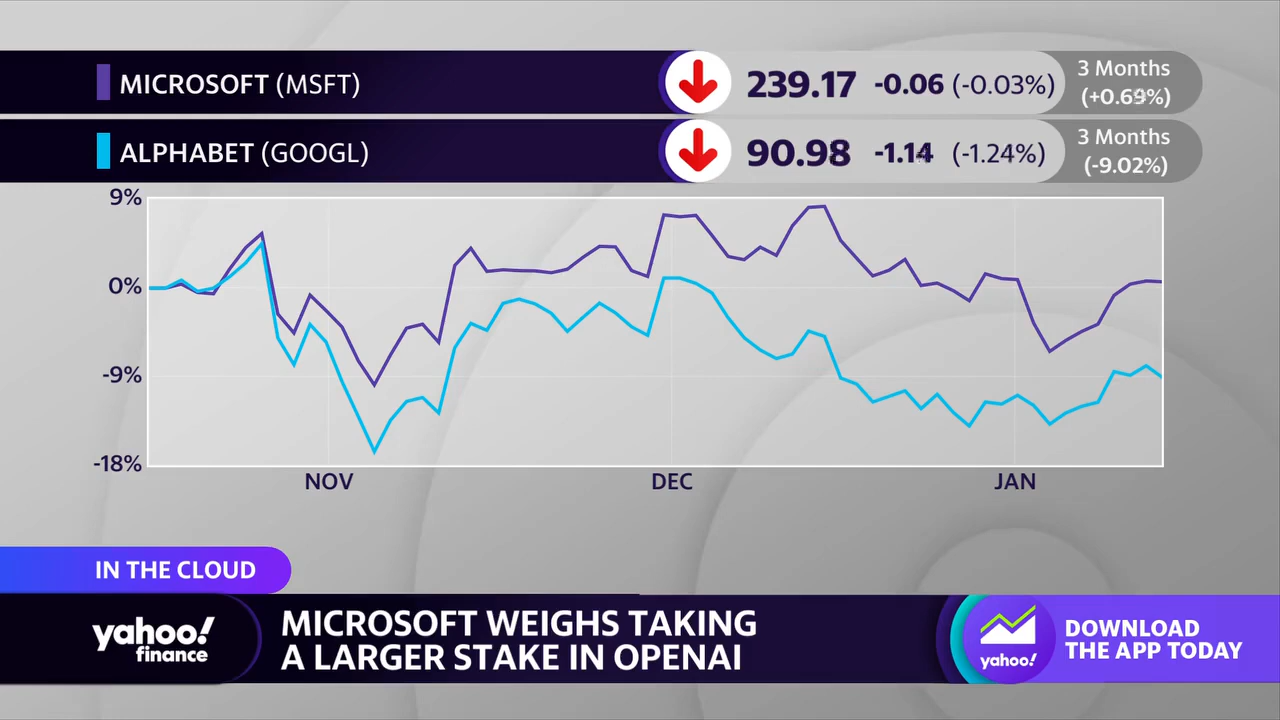 MICROSOFT (MSFT) 239.17 -0.06 (-0.03%) 3 Months
(+0.69%)
ALPHABET (GOOGL) 90.98 -1.14 (-1.24%) 3 Months
(-9.02%)
9%
0%
-9%
-18%
NOV DEC JAN
IN THE CLOUD
yahoo!
finance
MICROSOFT WEIGHS TAKING
A LARGER STAKE IN OPENAI
yahoo!
DOWNLOAD
THE APP TODAY